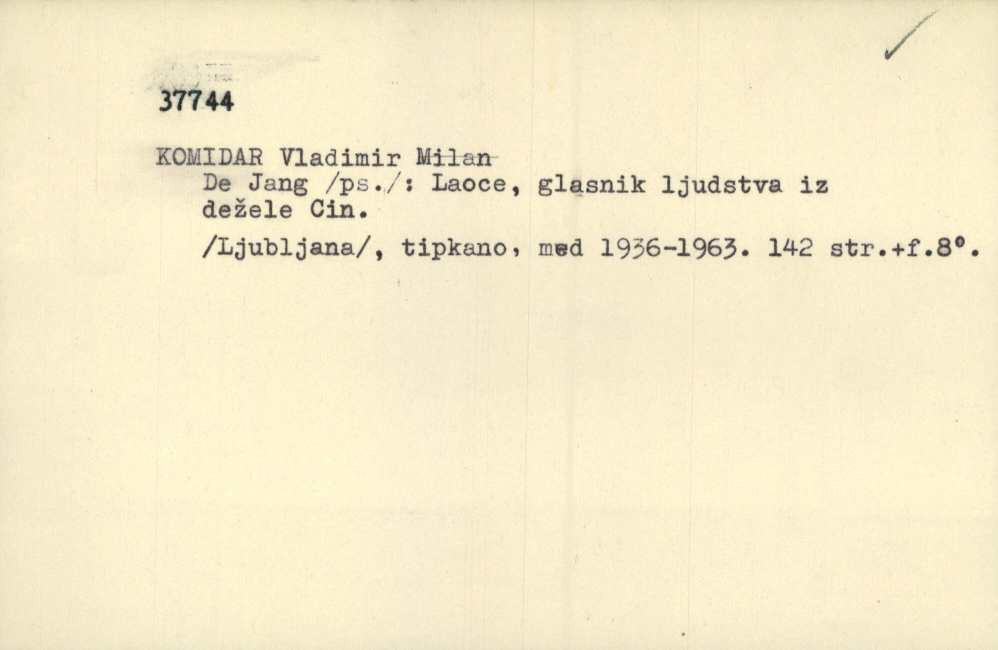 37744
KOMIDAR Vladimir Milan
De Jang /ps./: Laoce, glasnik ljudstva iz
dežele Cin.
/Ljubljana/, tipkano, med 1936-1963. 142 str.+f.8°.